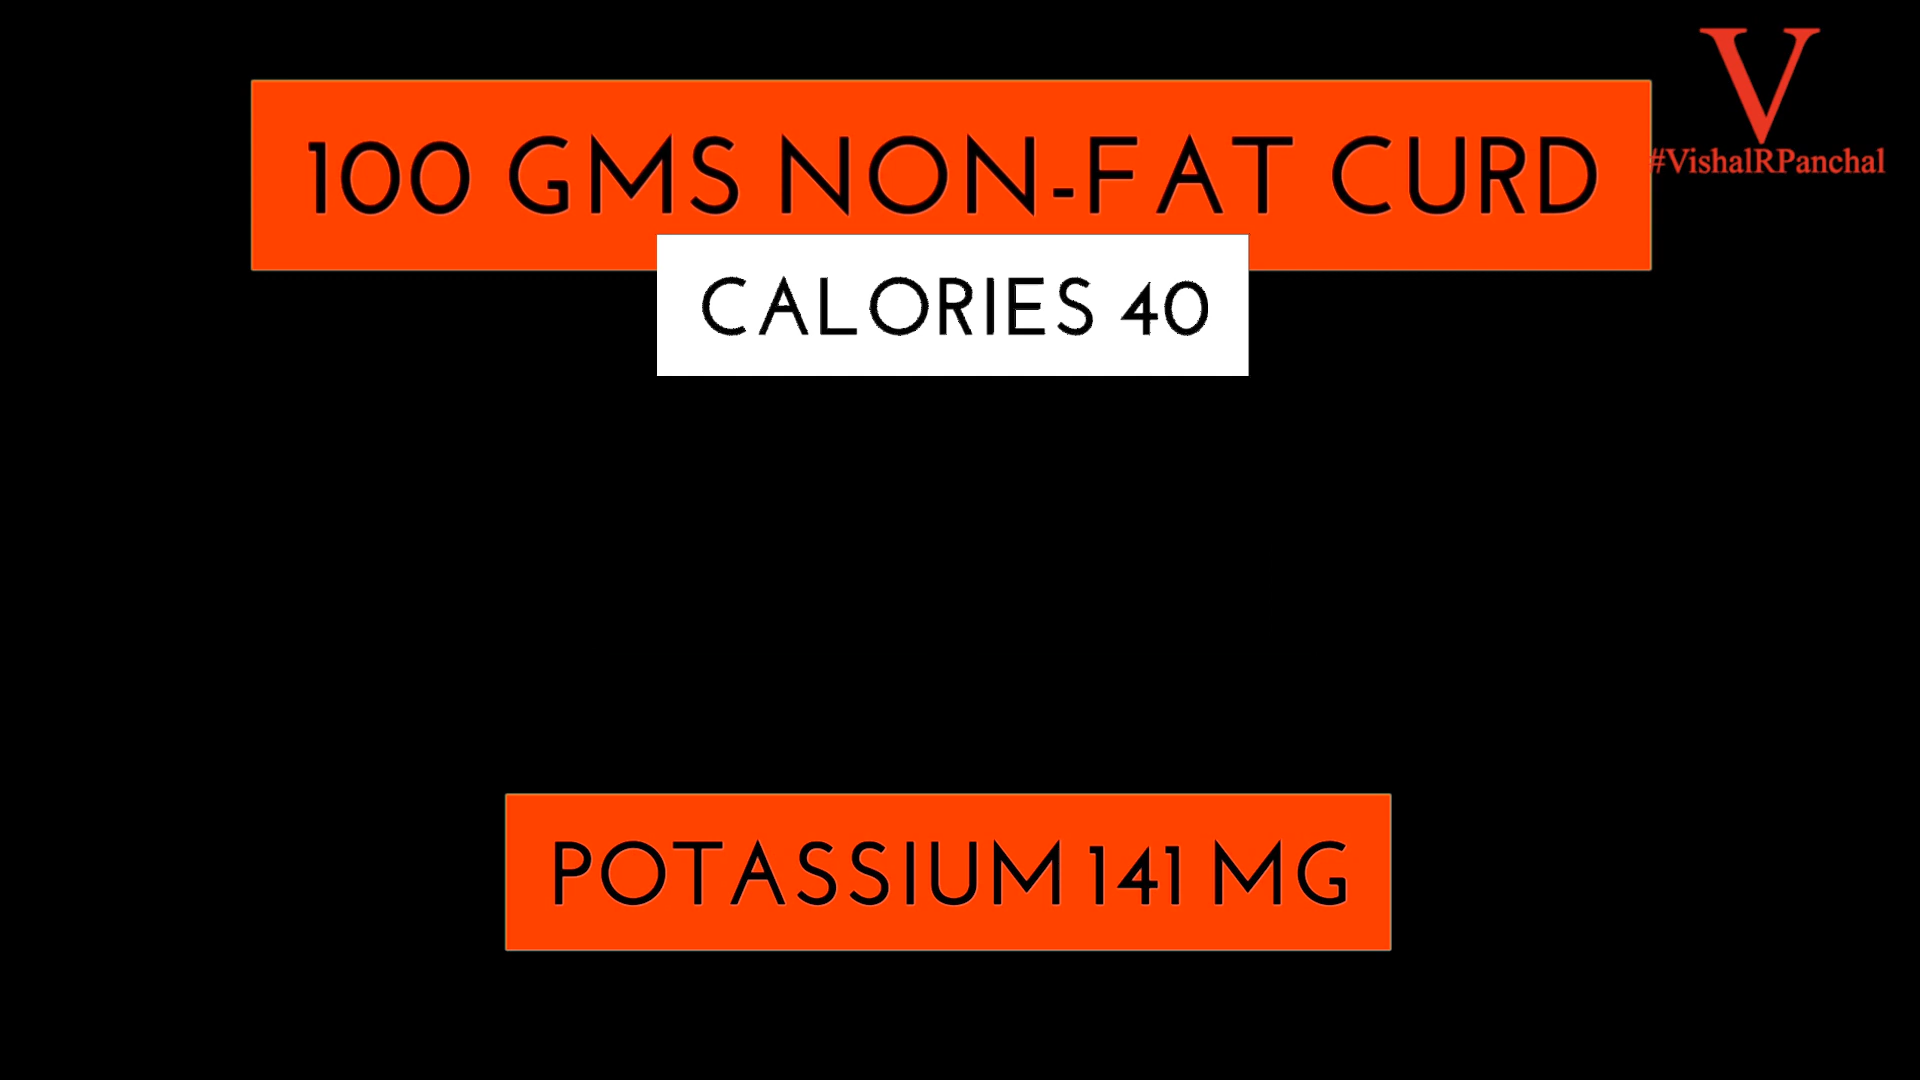 V
#VishalRPanchal
100 GMS NON-FAT CURD
CALORIES 40
POTASSIUM 141 MG